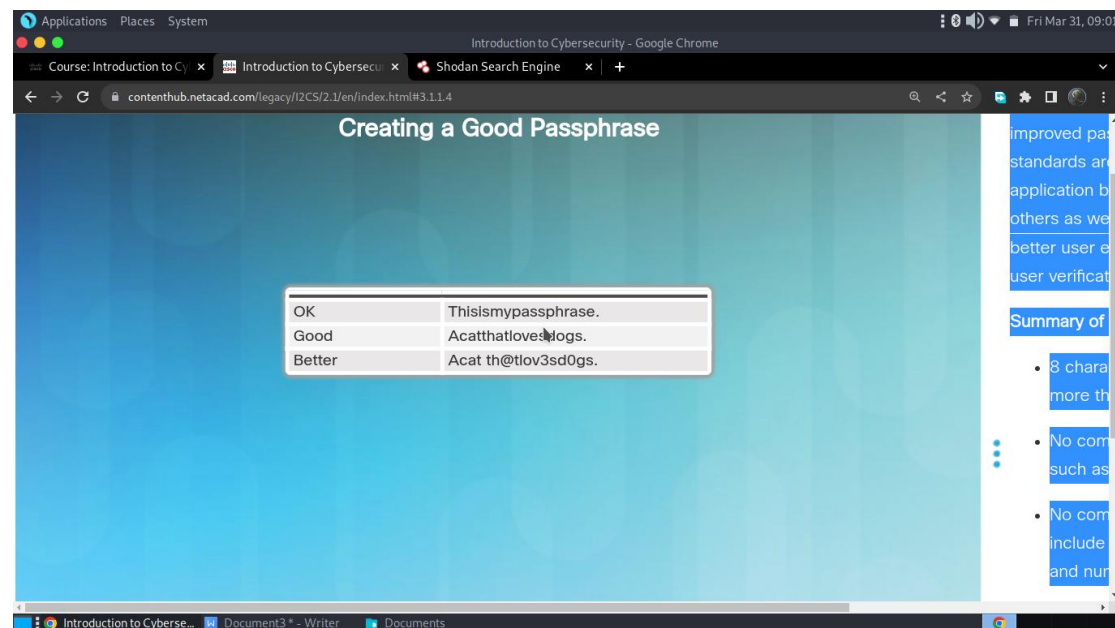 Applications Places System
Fri Mar 31, 09:01
Introduction to Cybersecurity - Google Chrome
Course: Introduction to Cy
Introduction to Cybersecu
Shodan Search Engine
contenthub.netacad.com/legacy/I2CS/2.1/en/index.html#3.1.1.4
Creating a Good Passphrase
OK Thisismypassphrase.
Good Acatthatlovesdogs.
Better Acat th@tlov3sd0gs.
improved pas
standards are
application b
others as we
better user e
user verificat
Summary of
• 8 chara
more th
• No com
such as
• No com
include
and nur
Introduction to Cyberse... Document3 * - Writer Documents